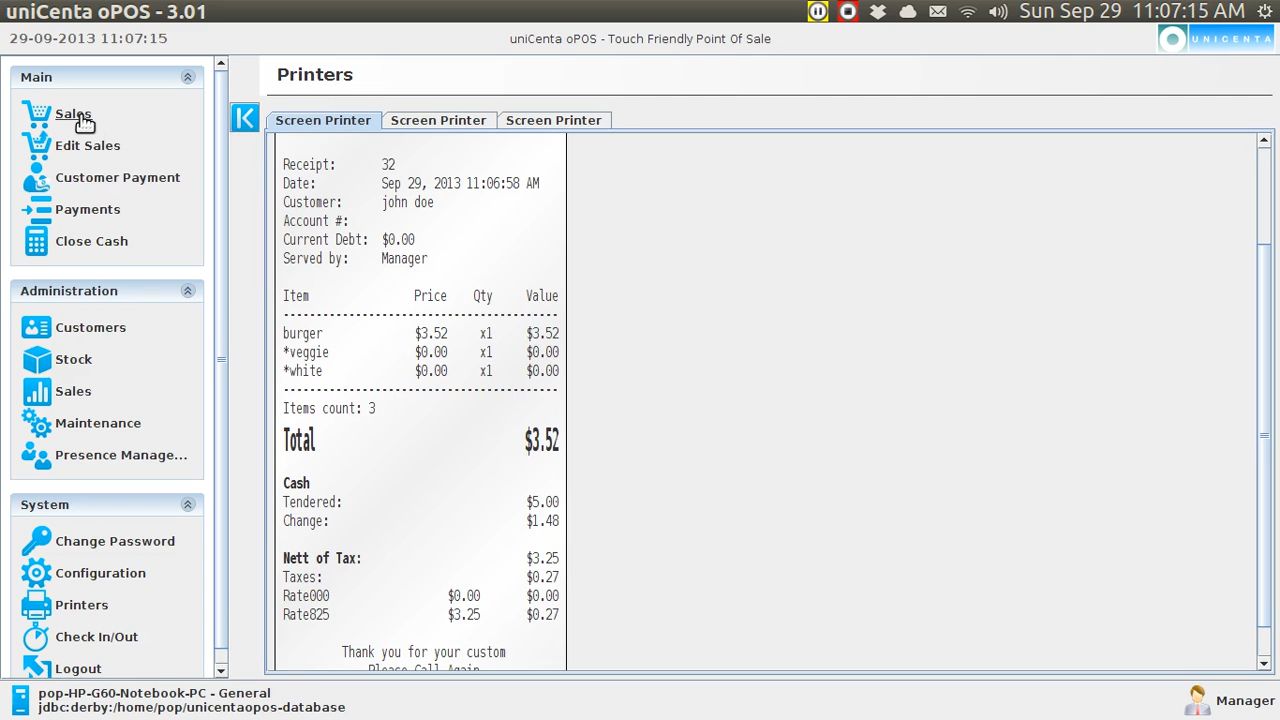 uniCenta oPOS - 3.01
Sun Sep 29 11:07:15 AM
29-09-2013 11:07:15
uniCenta oPOS - Touch Friendly Point Of Sale
UNICENTA
Main
Sales
Edit Sales
Customer Payment
Payments
Close Cash
Administration
Customers
Stock
Sales
Maintenance
Presence Manage...
System
Change Password
Configuration
Printers
Check In/Out
Logout
Printers
Screen Printer Screen Printer Screen Printer
Receipt: 32
Date: Sep 29, 2013 11:06:58 AM
Customer: john doe
Account #:
Current Debt: $0.00
Served by: Manager
Item Price Qty Value
burger $3.52 x1 $3.52
*veggie $0.00 x1 $0.00
*white $0.00 x1 $0.00
Items count: 3
Total $3.52
Cash
Tendered: $5.00
Change: $1.48
Nett of Tax: $3.25
Taxes: $0.27
Rate000 $0.00 $0.00
Rate825 $3.25 $0.27
Thank you for your custom
Please Call Again
pop-HP-G60-Notebook-PC - General
jdbc:derby:/home/pop/unicentaopos-database
Manager